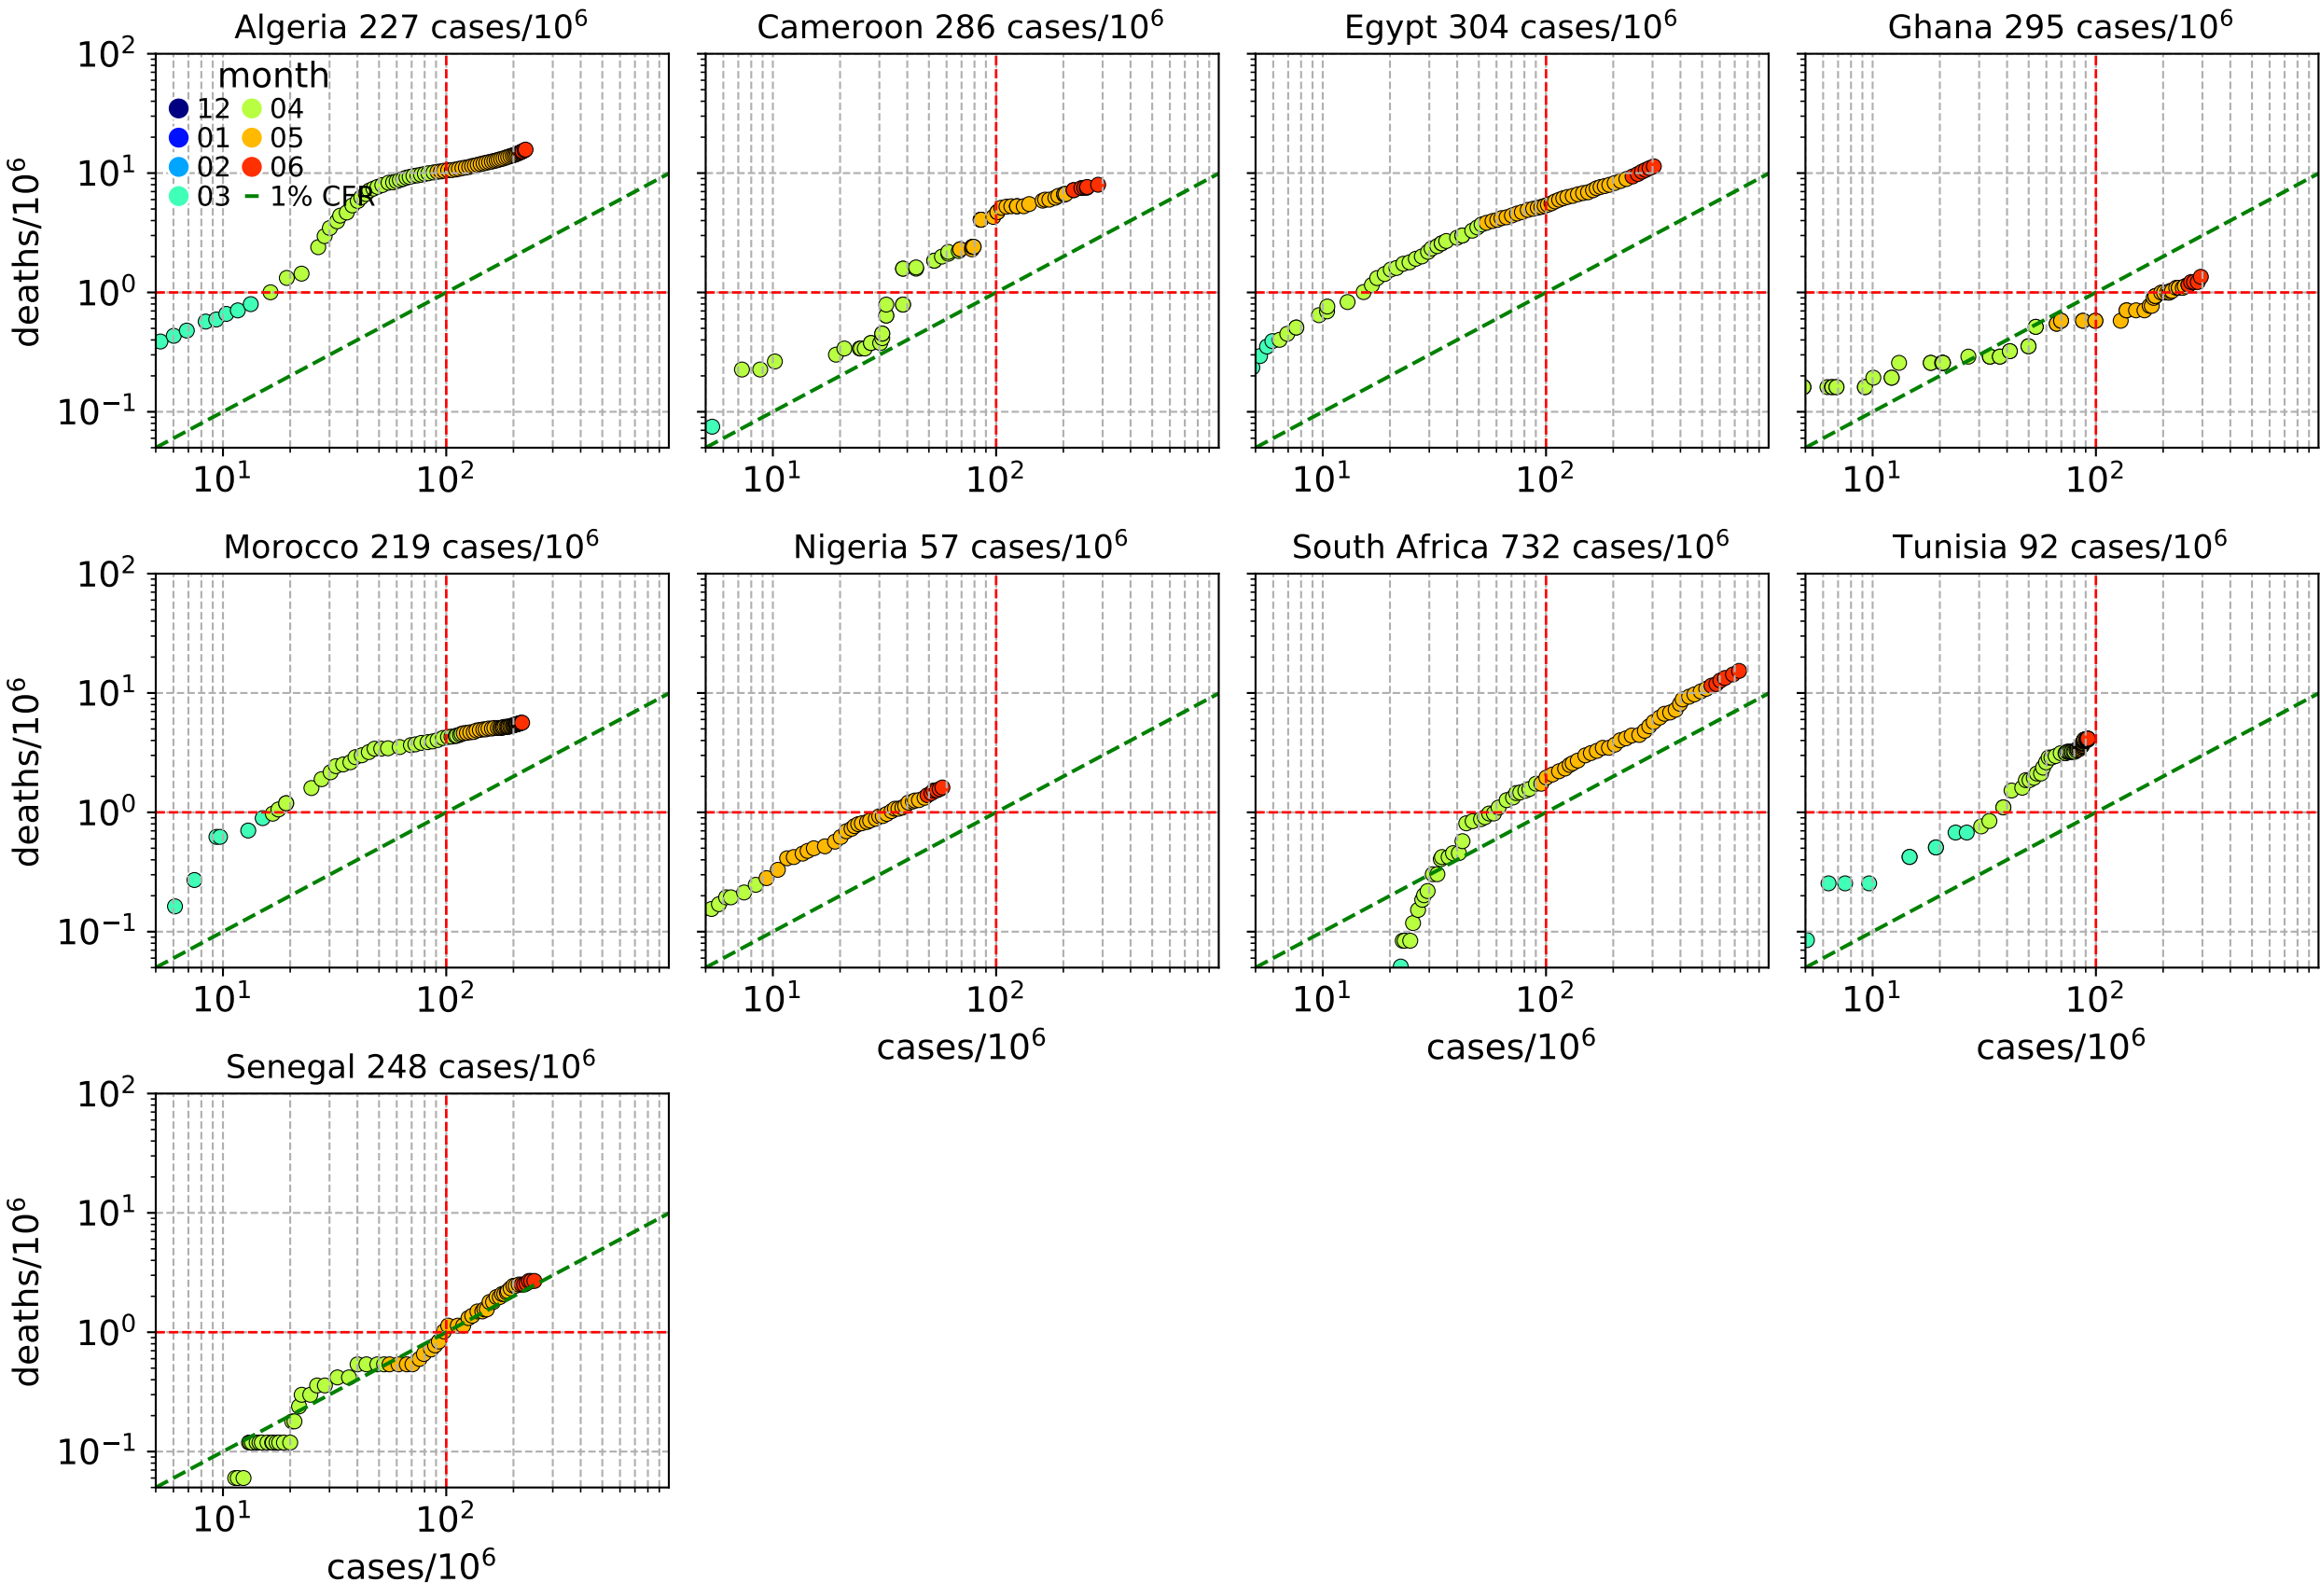 Algeria 227 cases/10⁶
Cameroon 286 cases/10⁶
Egypt 304 cases/10⁶
Ghana 295 cases/10⁶
deaths/10⁶
10²
10¹
10⁰
10⁻¹
month
12 04
01 05
02 06
03 1% CFR
10¹ 10²
10¹ 10²
10¹ 10²
10¹ 10²
Morocco 219 cases/10⁶
Nigeria 57 cases/10⁶
South Africa 732 cases/10⁶
Tunisia 92 cases/10⁶
deaths/10⁶
10²
10¹
10⁰
10⁻¹
10¹ 10²
10¹ 10²
10¹ 10²
10¹ 10²
cases/10⁶
cases/10⁶
cases/10⁶
Senegal 248 cases/10⁶
deaths/10⁶
10²
10¹
10⁰
10⁻¹
10¹ 10²
cases/10⁶